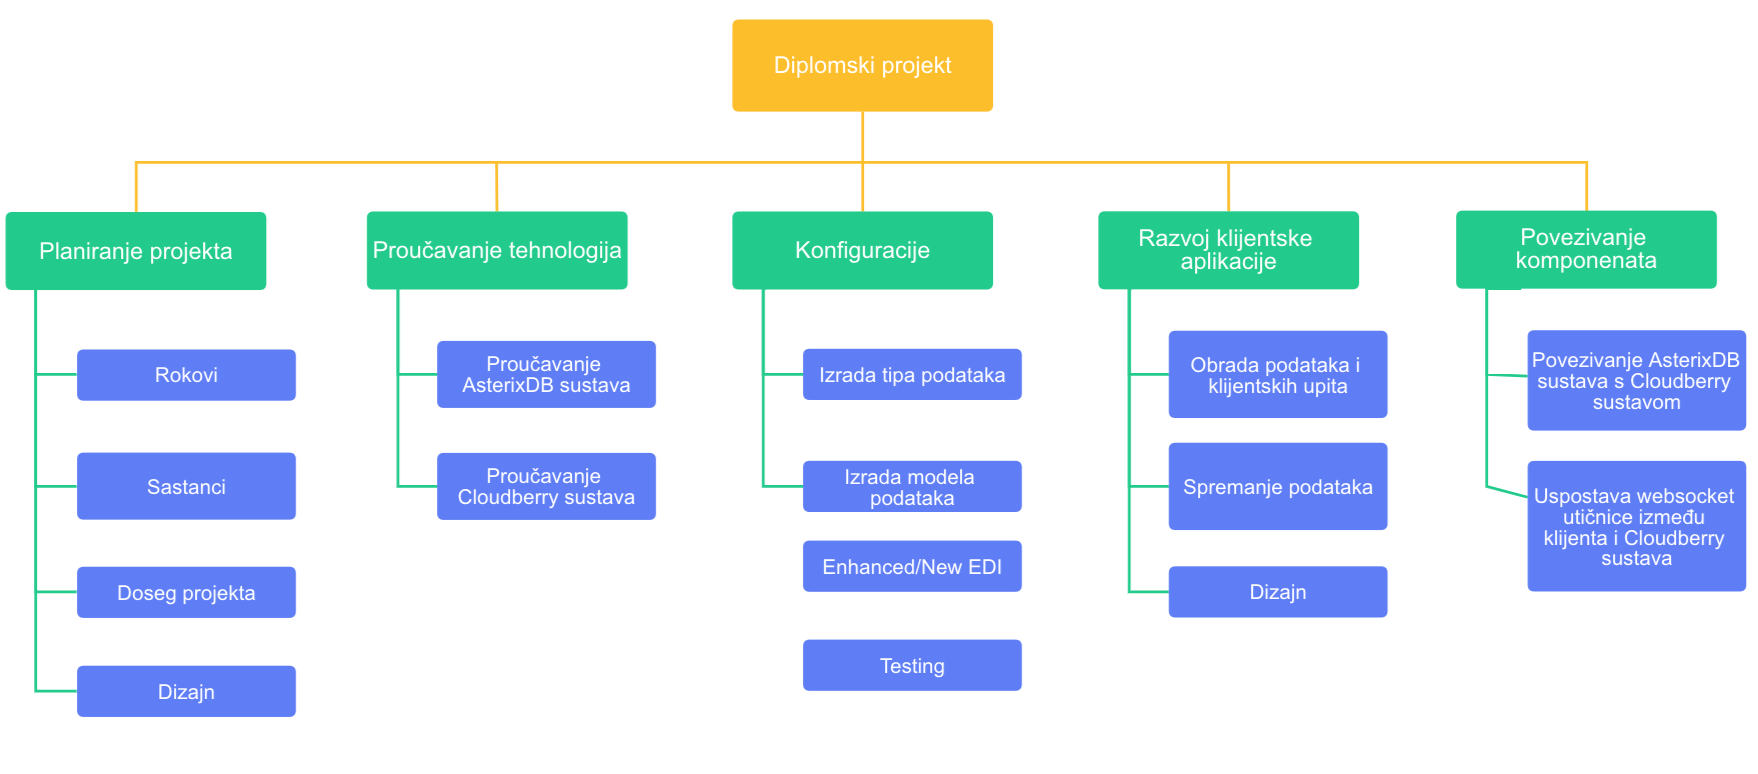 Diplomski projekt
Planiranje projekta
Rokovi
Sastanci
Doseg projekta
Dizajn
Proučavanje tehnologija
Proučavanje
AsterixDB sustava
Proučavanje
Cloudberry sustava
Konfiguracije
Izrada tipa podataka
Izrada modela
podataka
Enhanced/New EDI
Testing
Razvoj klijentske
aplikacije
Obrada podataka i
klijentskih upita
Spremanje podataka
Dizajn
Povezivanje
komponenata
Povezivanje AsterixDB
sustava s Cloudberry
sustavom
Uspostava websocket
utičnice između
klijenta i Cloudberry
sustava